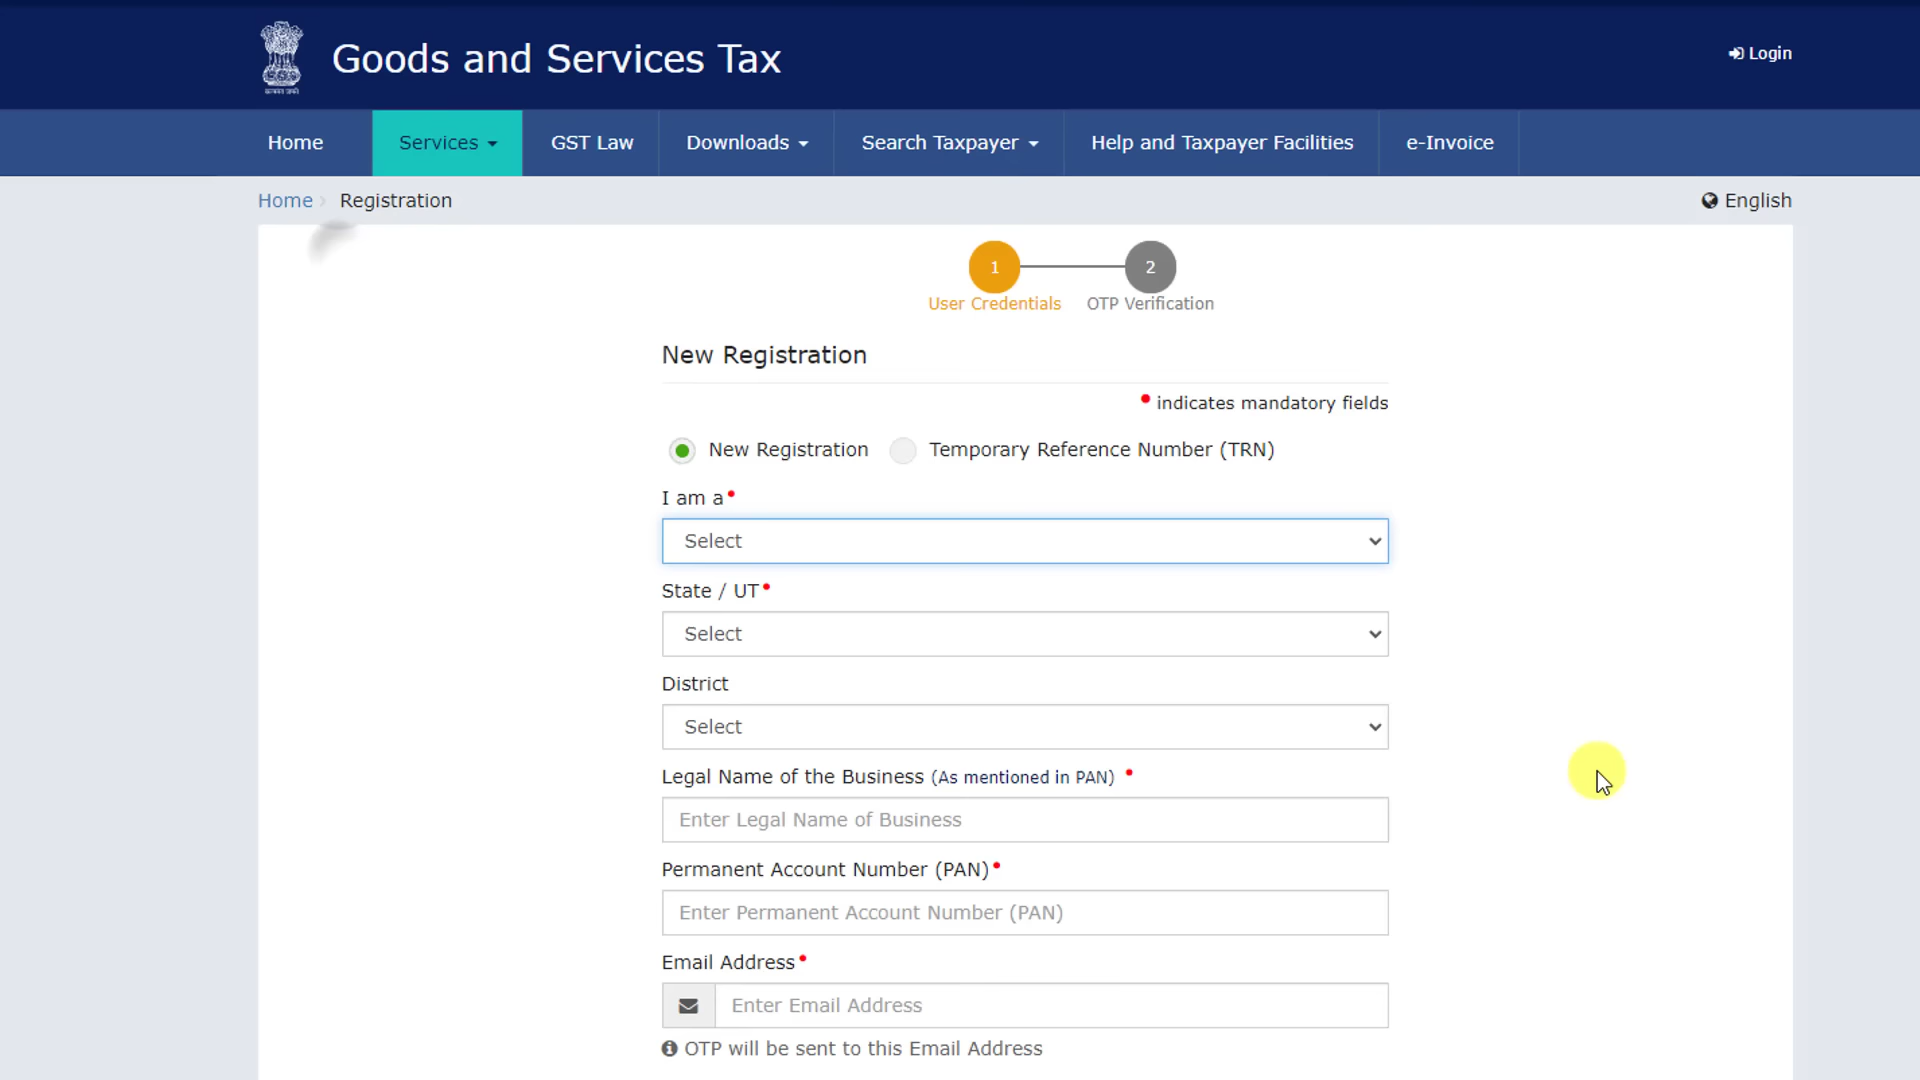 Goods and Services Tax
Login
Home Services GST Law Downloads Search Taxpayer Help and Taxpayer Facilities e-Invoice
Home › Registration English
1 2
User Credentials OTP Verification
New Registration
• indicates mandatory fields
New Registration Temporary Reference Number (TRN)
I am a•
Select
State / UT•
Select
District
Select
Legal Name of the Business (As mentioned in PAN) •
Enter Legal Name of Business
Permanent Account Number (PAN)•
Enter Permanent Account Number (PAN)
Email Address•
Enter Email Address
OTP will be sent to this Email Address